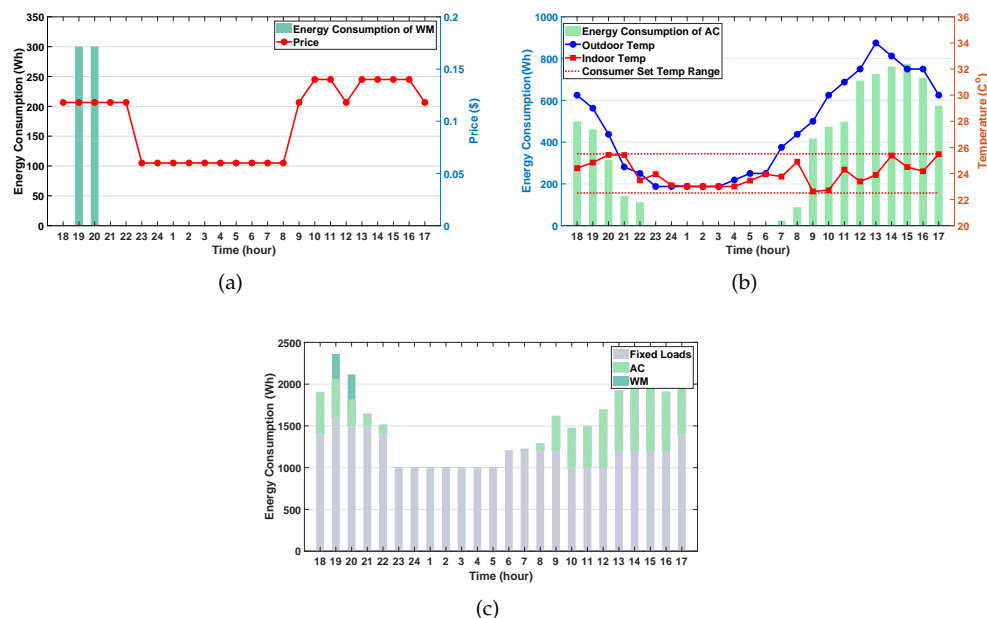 350
300
250
200
150
100
50
0
Energy Consumption (Wh)
Energy Consumption of WM
Price
0.2
0.15
0.1
0.05
0
Price ($)
18 19 20 21 22 23 24 1 2 3 4 5 6 7 8 9 10 11 12 13 14 15 16 17
Time (hour)
(a)
1000
800
600
400
200
0
Energy Consumption(Wh)
Energy Consumption of AC
Outdoor Temp
Indoor Temp
Consumer Set Temp Range
36
34
32
30
28
26
24
22
20
Temperature (C°)
18 19 20 21 22 23 24 1 2 3 4 5 6 7 8 9 10 11 12 13 14 15 16 17
Time (hour)
(b)
2500
2000
1500
1000
500
0
Energy Consumption (Wh)
Fixed Loads
AC
WM
18 19 20 21 22 23 24 1 2 3 4 5 6 7 8 9 10 11 12 13 14 15 16 17
Time (hour)
(c)